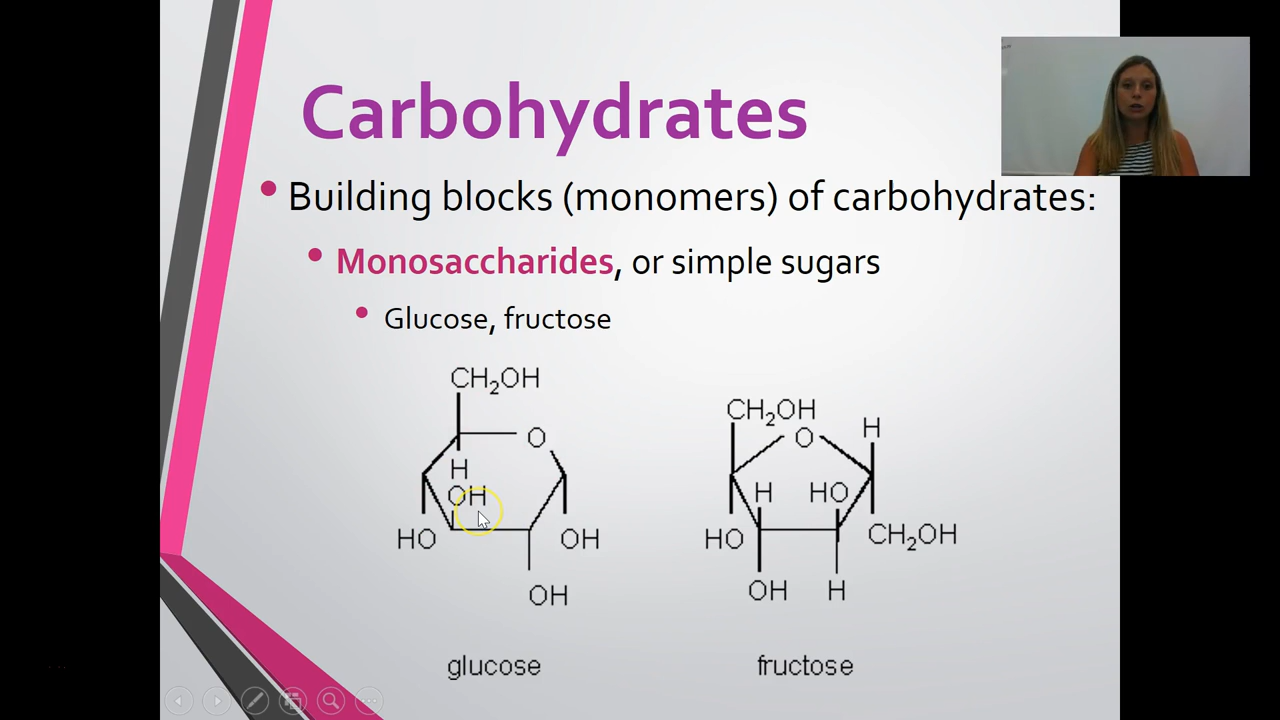 Carbohydrates
Building blocks (monomers) of carbohydrates:
Monosaccharides, or simple sugars
Glucose, fructose
CH₂OH
O
H
OH
HO
OH
OH
glucose
CH₂OH
O
H
H
HO
HO
CH₂OH
OH
H
fructose